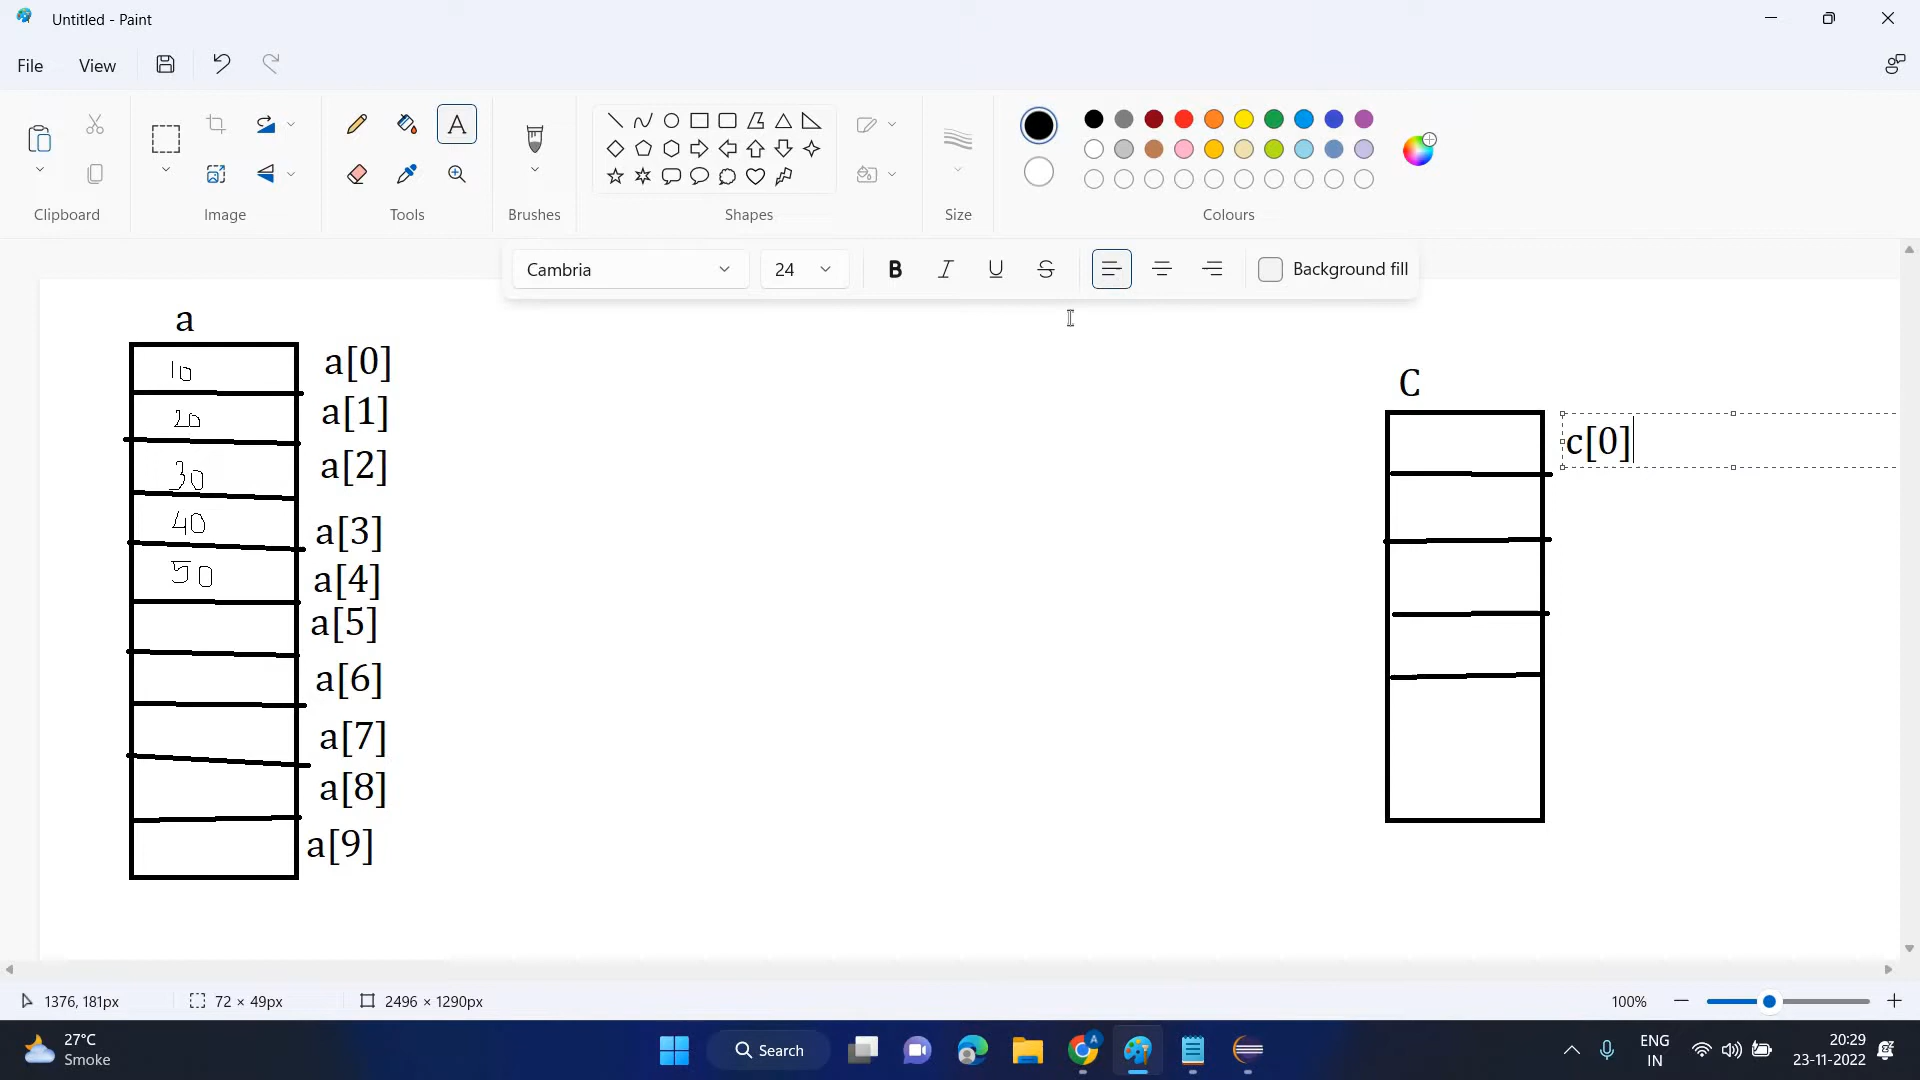 Untitled - Paint
File View
Clipboard
Image
Tools
Brushes
Shapes
Size
Colours
Cambria
24
B I U S
Background fill
a
10 a[0]
20 a[1]
30 a[2]
40 a[3]
50 a[4]
a[5]
a[6]
a[7]
a[8]
a[9]
C
c[0]
1376, 181px
72 × 49px
2496 × 1290px
100%
27°C
Smoke
Search
ENG
IN
20:29
23-11-2022